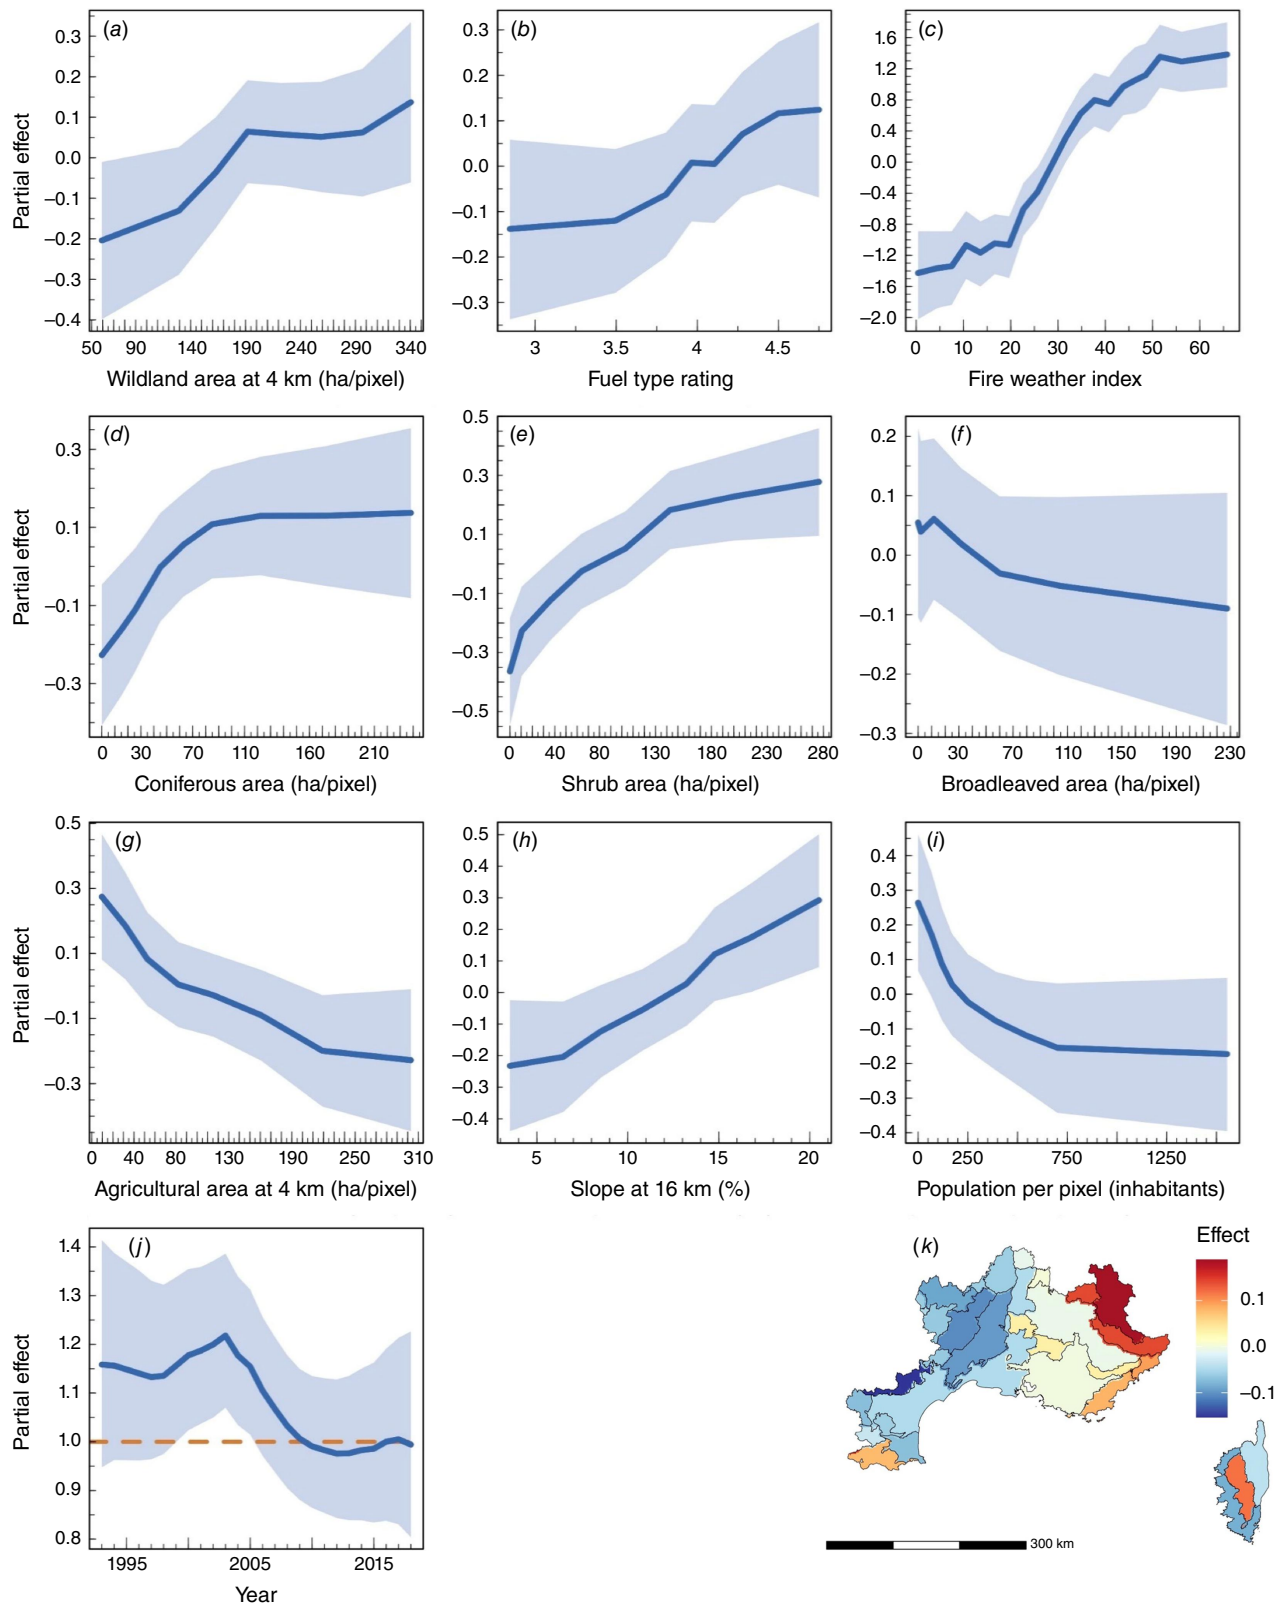 (a)
Partial effect
0.3
0.2
0.1
0.0
–0.1
–0.2
–0.3
–0.4
50 90 140 190 240 290 340
Wildland area at 4 km (ha/pixel)
(b)
0.3
0.2
0.1
0.0
–0.1
–0.2
–0.3
3 3.5 4 4.5
Fuel type rating
(c)
1.6
1.2
0.8
0.4
0.0
–0.4
–0.8
–1.2
–1.6
–2.0
0 10 20 30 40 50 60
Fire weather index
(d)
Partial effect
0.3
0.1
–0.1
–0.3
0 30 60 110 160 210
Coniferous area (ha/pixel)
(e)
0.5
0.3
0.1
–0.1
–0.3
–0.5
0 40 80 130 180 230 280
Shrub area (ha/pixel)
(f)
0.2
0.1
0.0
–0.1
–0.2
–0.3
0 30 70 110 150 190 230
Broadleaved area (ha/pixel)
(g)
Partial effect
0.5
0.3
0.1
–0.1
–0.3
0 40 80 130 190 250 310
Agricultural area at 4 km (ha/pixel)
(h)
0.5
0.4
0.3
0.2
0.1
0.0
–0.1
–0.2
–0.3
–0.4
5 10 15 20
Slope at 16 km (%)
(i)
0.4
0.3
0.2
0.1
0.0
–0.1
–0.2
–0.3
–0.4
0 250 750 1250
Population per pixel (inhabitants)
(j)
Partial effect
1.4
1.3
1.2
1.1
1.0
0.9
0.8
1995 2005 2015
Year
(k)
Effect
0.1
0.0
–0.1
300 km